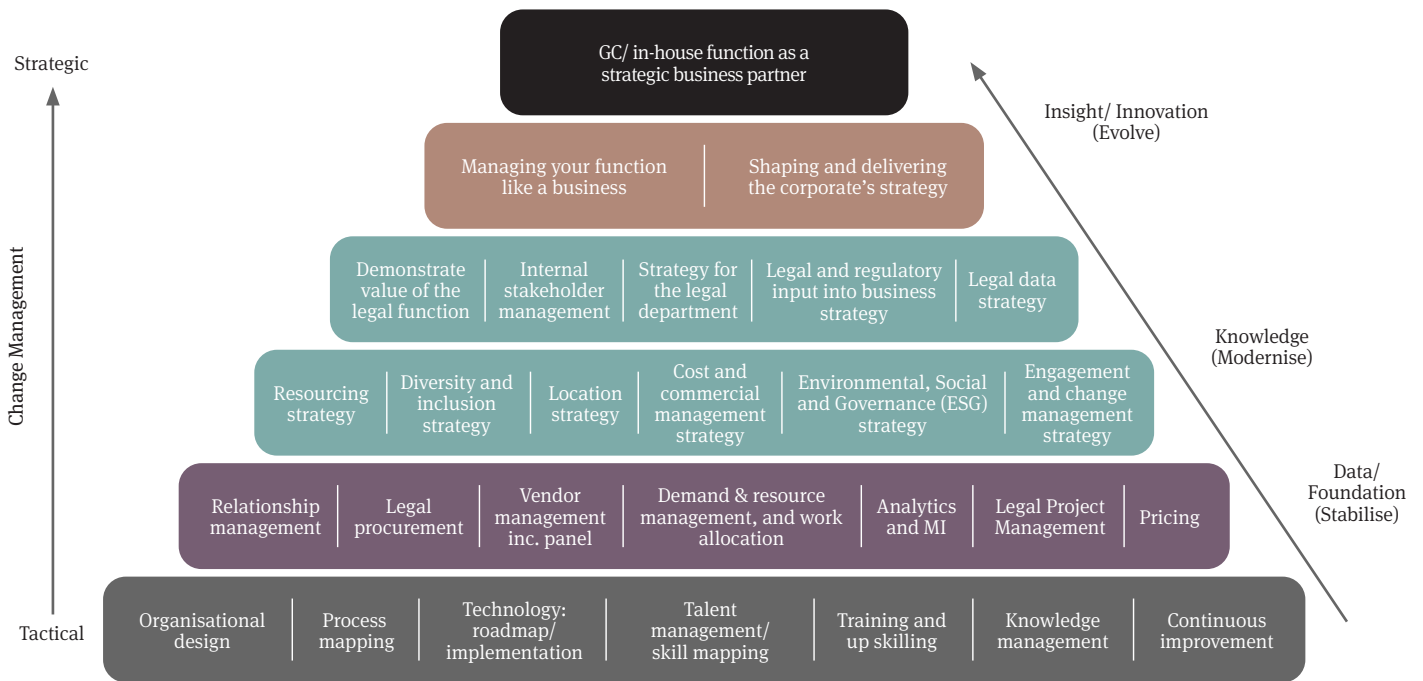 Strategic
Change Management
Tactical
GC/ in-house function as a
strategic business partner
Managing your function
like a business
Shaping and delivering
the corporate’s strategy
Demonstrate
value of the
legal function
Internal
stakeholder
management
Strategy for
the legal
department
Legal and regulatory
input into business
strategy
Legal data
strategy
Resourcing
strategy
Diversity and
inclusion
strategy
Location
strategy
Cost and
commercial
management
strategy
Environmental, Social
and Governance (ESG)
strategy
Engagement
and change
management
strategy
Relationship
management
Legal
procurement
Vendor
management
inc. panel
Demand & resource
management, and work
allocation
Analytics
and MI
Legal Project
Management
Pricing
Organisational
design
Process
mapping
Technology:
roadmap/
implementation
Talent
management/
skill mapping
Training and
up skilling
Knowledge
management
Continuous
improvement
Insight/ Innovation
(Evolve)
Knowledge
(Modernise)
Data/
Foundation
(Stabilise)